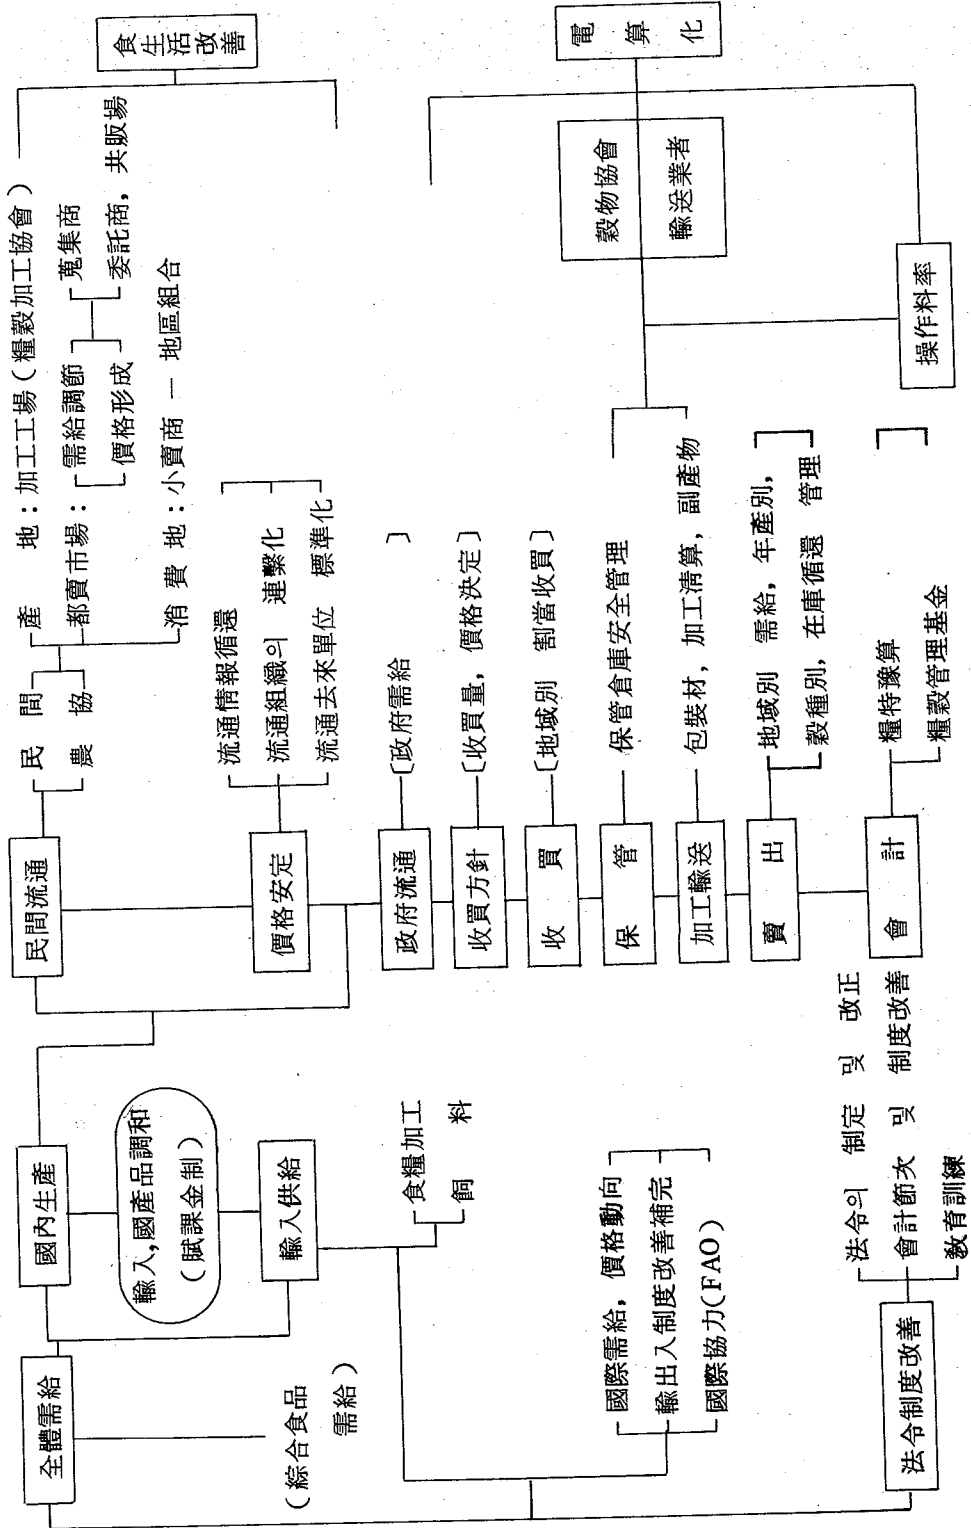 全體需給
(綜合食品
需給)
國內生產
輸入,國產品調和
(賦課金制)
輸入供給
食糧加工
飼 料
國際需給, 價格動向
輸出入制度改善補完
國際協力(FAO)
法令制度改善
法令의 制定 및 改正
會計節次 및 制度改善
敎育訓練
民間流通
民 間
農 協
產 地:加工工場(糧穀加工協會)
都賣市場:
需給調節
價格形成
蒐集商
委託商, 共販場
消 費 地:小賣商 ─ 地區組合
食生活改善
價格安定
流通情報循還
流通組織의 連繫化
流通去來單位 標準化
政府流通
〔政府需給 〕
收買方針
〔收買量, 價格決定〕
收 買
〔地域別 割當收買〕
保 管
保管倉庫安全管理
加工輸送
包裝材, 加工淸算, 副產物
賣 出
地域別 需給, 年產別,
穀種別, 在庫循還 管理
會 計
糧特豫算
糧穀管理基金
穀物協會
輸送業者
操作料率
電算化